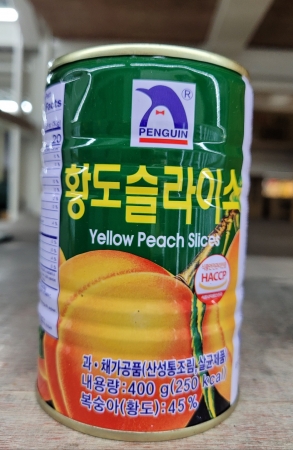 ®
PENGUIN
황도슬라이스
Yellow Peach Slices
HACCP
과·채가공품(산성통조림), 살균제품
내용량:400 g(250 kcal)
복숭아(황도):45%